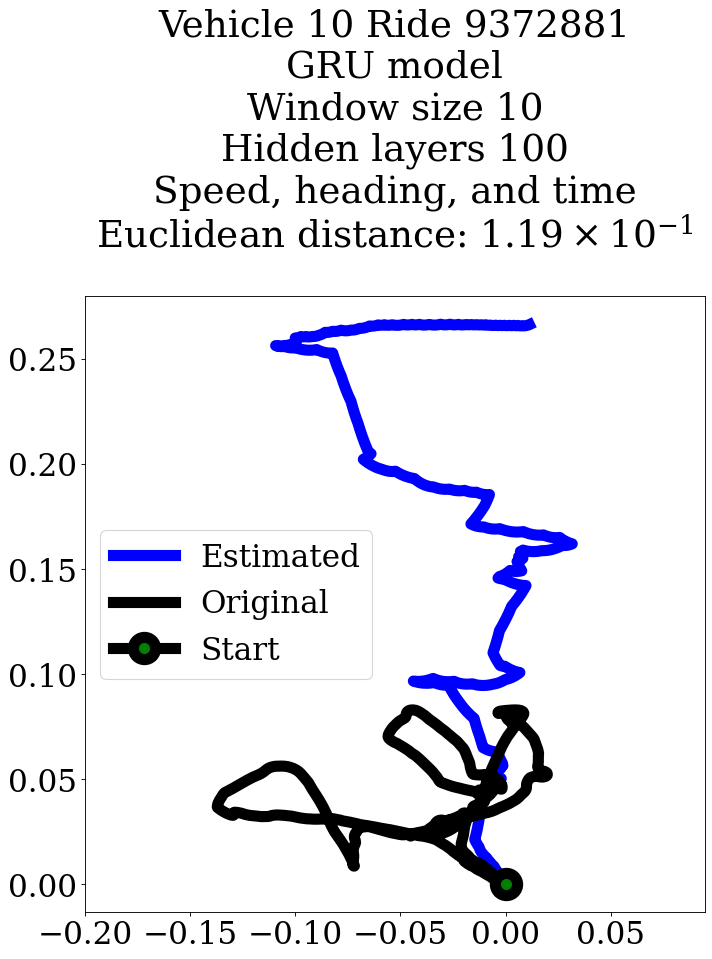 Vehicle 10 Ride 9372881
GRU model
Window size 10
Hidden layers 100
Speed, heading, and time
Euclidean distance: 1.19 × 10⁻¹
0.25
0.20
0.15
0.10
0.05
0.00
Estimated
Original
Start
−0.20 −0.15 −0.10 −0.05 0.00 0.05